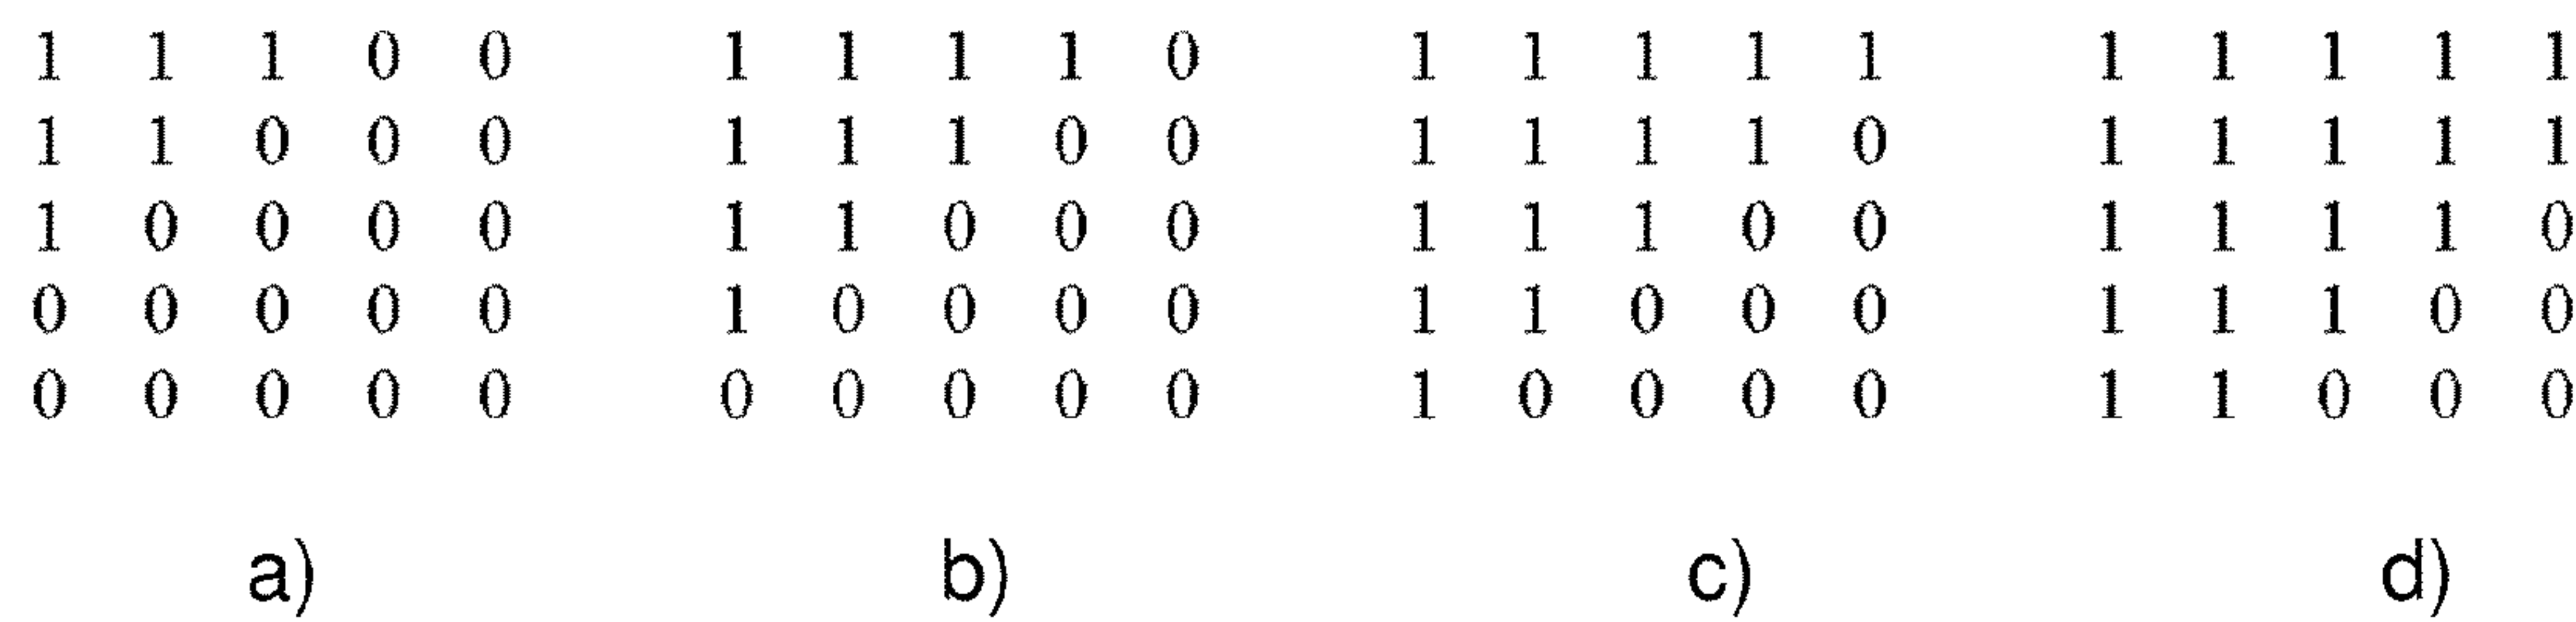 1 1 1 0 0 1 1 1 1 0 1 1 1 1 1 1 1 1 1 1
1 1 0 0 0 1 1 1 0 0 1 1 1 1 0 1 1 1 1 1
1 0 0 0 0 1 1 0 0 0 1 1 1 0 0 1 1 1 1 0
0 0 0 0 0 1 0 0 0 0 1 1 0 0 0 1 1 1 0 0
0 0 0 0 0 0 0 0 0 0 1 0 0 0 0 1 1 0 0 0
a) b) c) d)